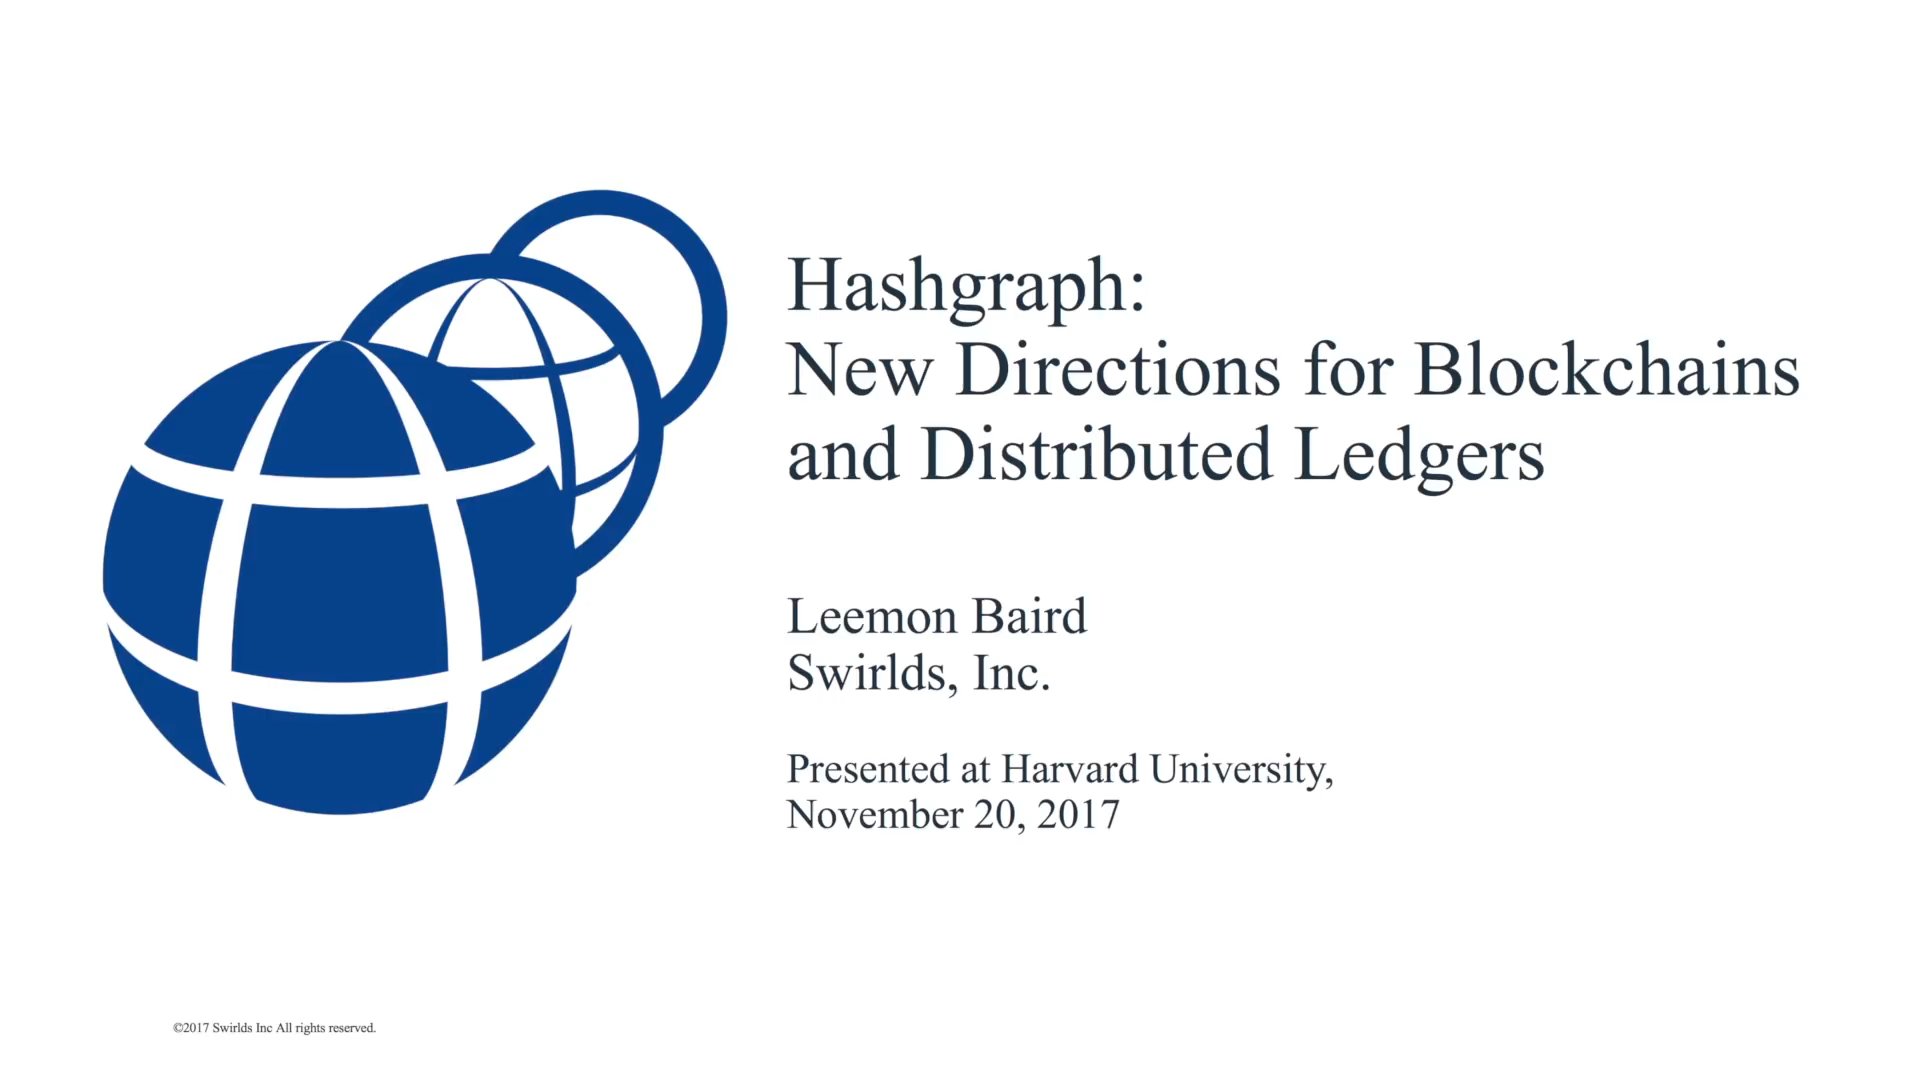 Hashgraph:
New Directions for Blockchains
and Distributed Ledgers
Leemon Baird
Swirlds, Inc.
Presented at Harvard University,
November 20, 2017
©2017 Swirlds Inc All rights reserved.